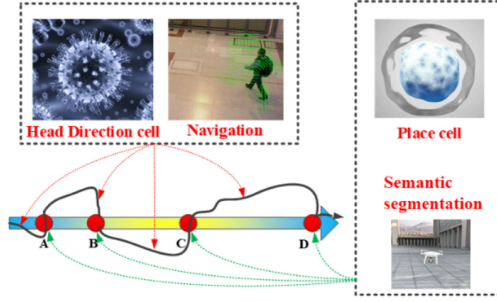 Head Direction cell
Navigation
Place cell
Semantic
segmentation
A
B
C
D